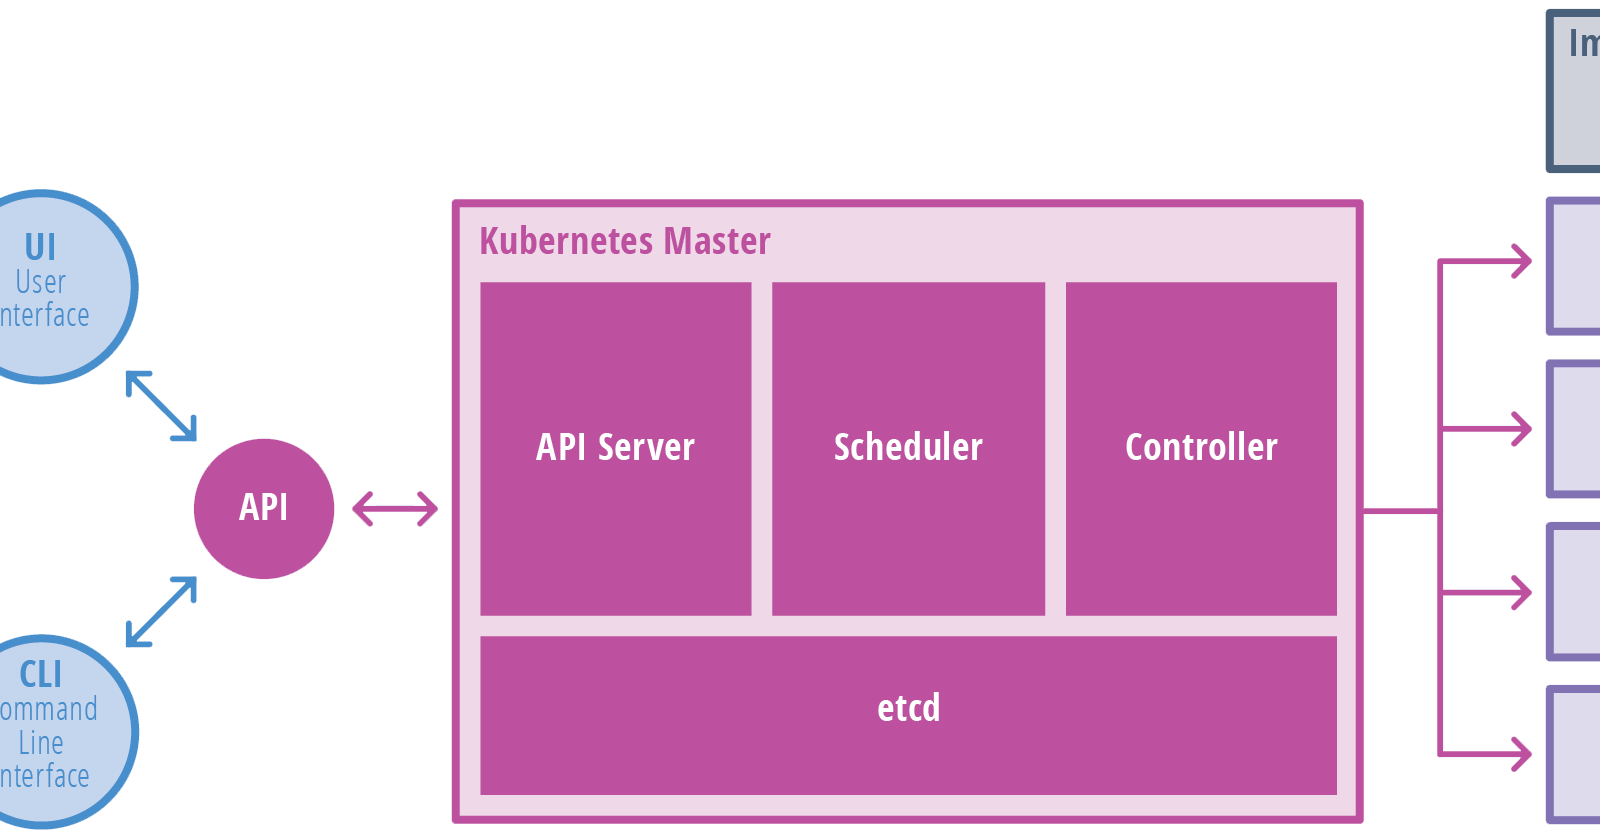 UI
User
nterface
API
CLI
ommand
Line
nterface
Kubernetes Master
API Server
Scheduler
Controller
etcd
Im